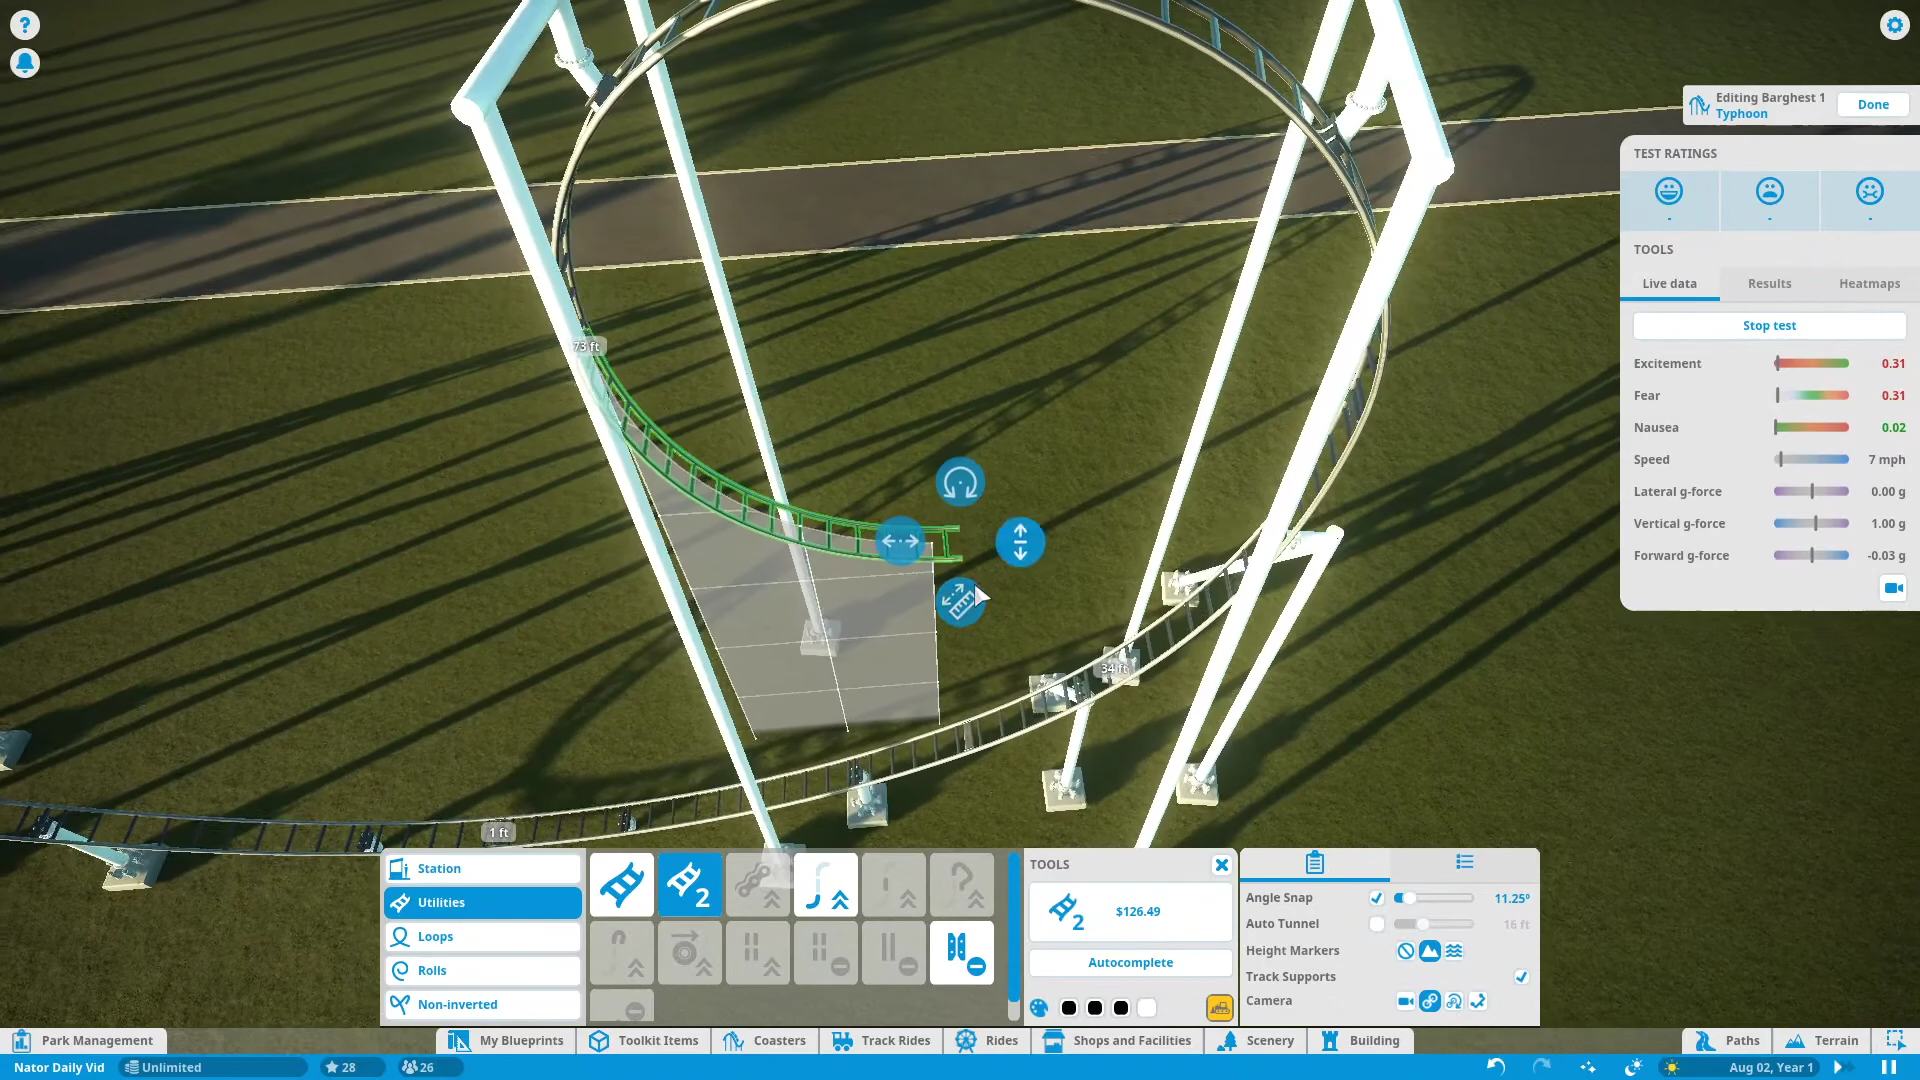 ?
Editing Barghest 1
Typhoon
Done
TEST RATINGS
-
-
-
TOOLS
Live data
Results
Heatmaps
Stop test
Excitement
0.31
Fear
0.31
Nausea
0.02
Speed
7 mph
Lateral g-force
0.00 g
Vertical g-force
1.00 g
Forward g-force
-0.03 g
73 ft
34 ft
1 ft
Station
Utilities
Loops
Rolls
Non-inverted
2
TOOLS
2
$126.49
Autocomplete
Angle Snap
11.25°
Auto Tunnel
16 ft
Height Markers
Track Supports
Camera
Park Management
My Blueprints
Toolkit Items
Coasters
Track Rides
Rides
Shops and Facilities
Scenery
Building
Paths
Terrain
Nator Daily Vid
Unlimited
28
26
Aug 02, Year 1